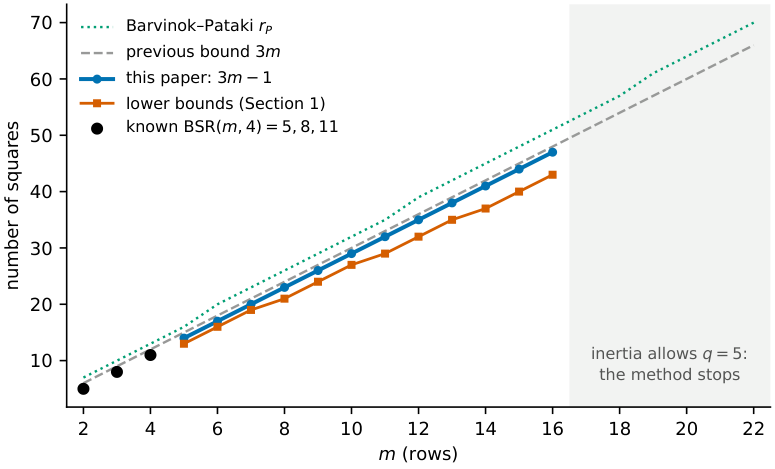 70
60
50
40
30
20
10
number of squares
Barvinok–Pataki r_P
previous bound 3m
this paper: 3m − 1
lower bounds (Section 1)
known BSR(m, 4) = 5, 8, 11
inertia allows q = 5:
the method stops
2 4 6 8 10 12 14 16 18 20 22
m (rows)